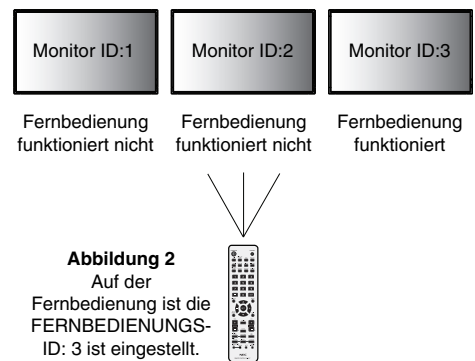 Monitor ID:1
Monitor ID:2
Monitor ID:3
Fernbedienung
funktioniert nicht
Fernbedienung
funktioniert nicht
Fernbedienung
funktioniert
Abbildung 2
Auf der
Fernbedienung ist die
FERNBEDIENUNGS-
ID: 3 ist eingestellt.